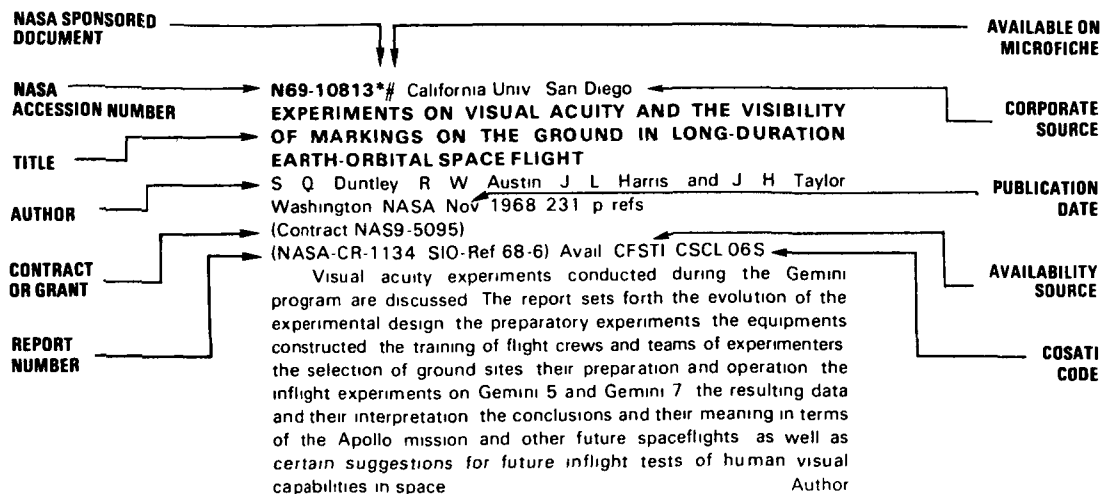 NASA SPONSORED
DOCUMENT
AVAILABLE ON
MICROFICHE
NASA
ACCESSION NUMBER
N69-10813*# California Univ San Diego
CORPORATE
SOURCE
EXPERIMENTS ON VISUAL ACUITY AND THE VISIBILITY
OF MARKINGS ON THE GROUND IN LONG-DURATION
EARTH-ORBITAL SPACE FLIGHT
TITLE
S Q Duntley R W Austin J L Harris and J H Taylor
AUTHOR
PUBLICATION
DATE
Washington NASA Nov 1968 231 p refs
(Contract NAS9-5095)
CONTRACT
OR GRANT
(NASA-CR-1134 SIO-Ref 68-6) Avail CFSTI CSCL 06S
AVAILABILITY
SOURCE
REPORT
NUMBER
COSATI
CODE
Visual acuity experiments conducted during the Gemini
program are discussed The report sets forth the evolution of the
experimental design the preparatory experiments the equipments
constructed the training of flight crews and teams of experimenters
the selection of ground sites their preparation and operation the
inflight experiments on Gemini 5 and Gemini 7 the resulting data
and their interpretation the conclusions and their meaning in terms
of the Apollo mission and other future spaceflights as well as
certain suggestions for future inflight tests of human visual
capabilities in space Author